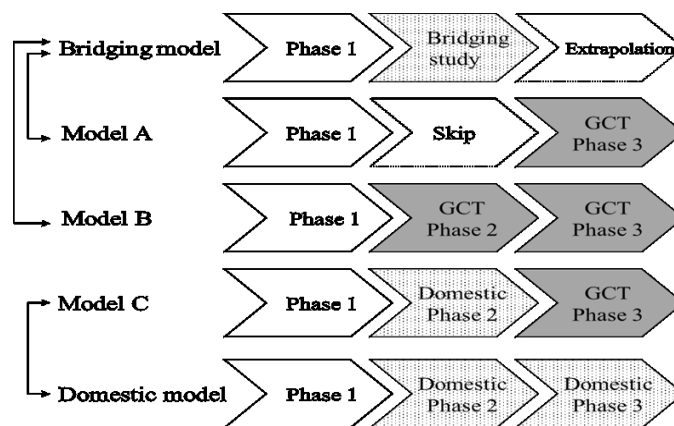 Bridging model
Phase 1
Bridging
study
Extrapolation
Model A
Phase 1
Skip
GCT
Phase 3
Model B
Phase 1
GCT
Phase 2
GCT
Phase 3
Model C
Phase 1
Domestic
Phase 2
GCT
Phase 3
Domestic model
Phase 1
Domestic
Phase 2
Domestic
Phase 3